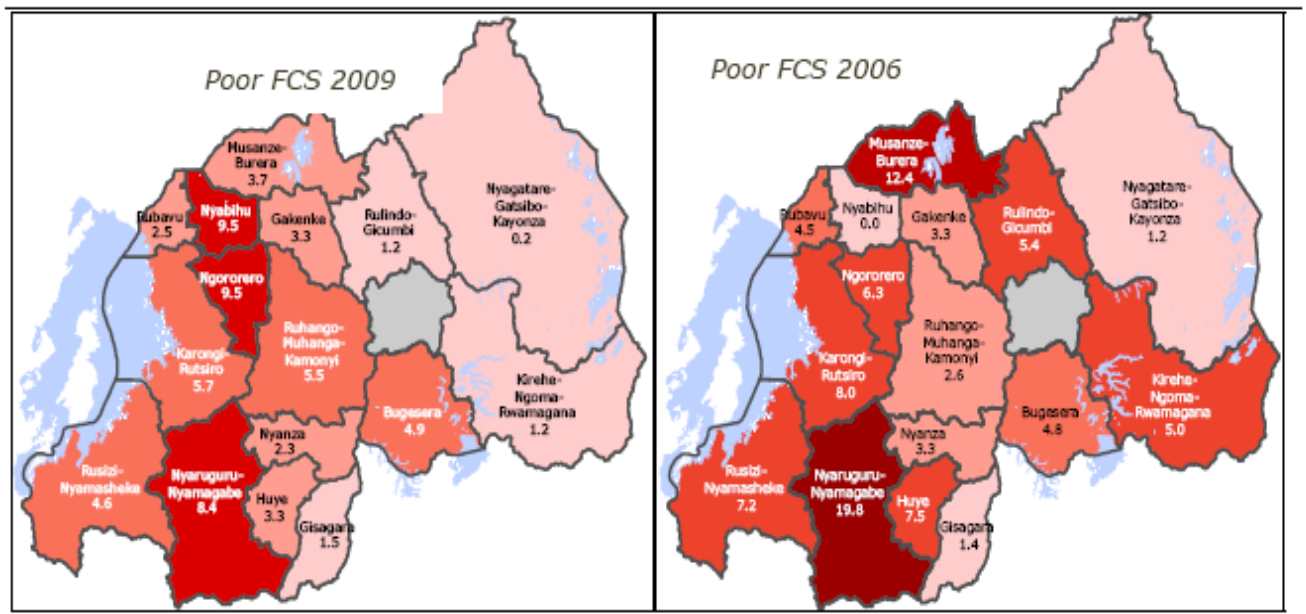 Poor FCS 2009
Musanze-
Burera
3.7
Rubavu
2.5
Nyabihu
9.5
Gakenke
3.3
Rulindo-
Gicumbi
1.2
Nyagatare-
Gatsibo-
Kayonza
0.2
Ngororero
9.5
Karongi-
Rutsiro
5.7
Ruhango-
Muhanga-
Kamonyi
5.5
Kirehe-
Ngoma-
Rwamagana
1.2
Bugesera
4.9
Nyanza
2.3
Rusizi-
Nyamasheke
4.6
Nyaruguru-
Nyamagabe
8.4
Huye
3.3
Gisagara
1.5
Poor FCS 2006
Musanze-
Burera
12.4
Rubavu
4.5
Nyabihu
0.0
Gakenke
3.3
Rulindo-
Gicumbi
5.4
Nyagatare-
Gatsibo-
Kayonza
1.2
Ngororero
6.3
Karongi-
Rutsiro
8.0
Ruhango-
Muhanga-
Kamonyi
2.6
Kirehe-
Ngoma-
Rwamagana
5.0
Bugesera
4.8
Nyanza
3.3
Rusizi-
Nyamasheke
7.2
Nyaruguru-
Nyamagabe
19.8
Huye
7.5
Gisagara
1.4